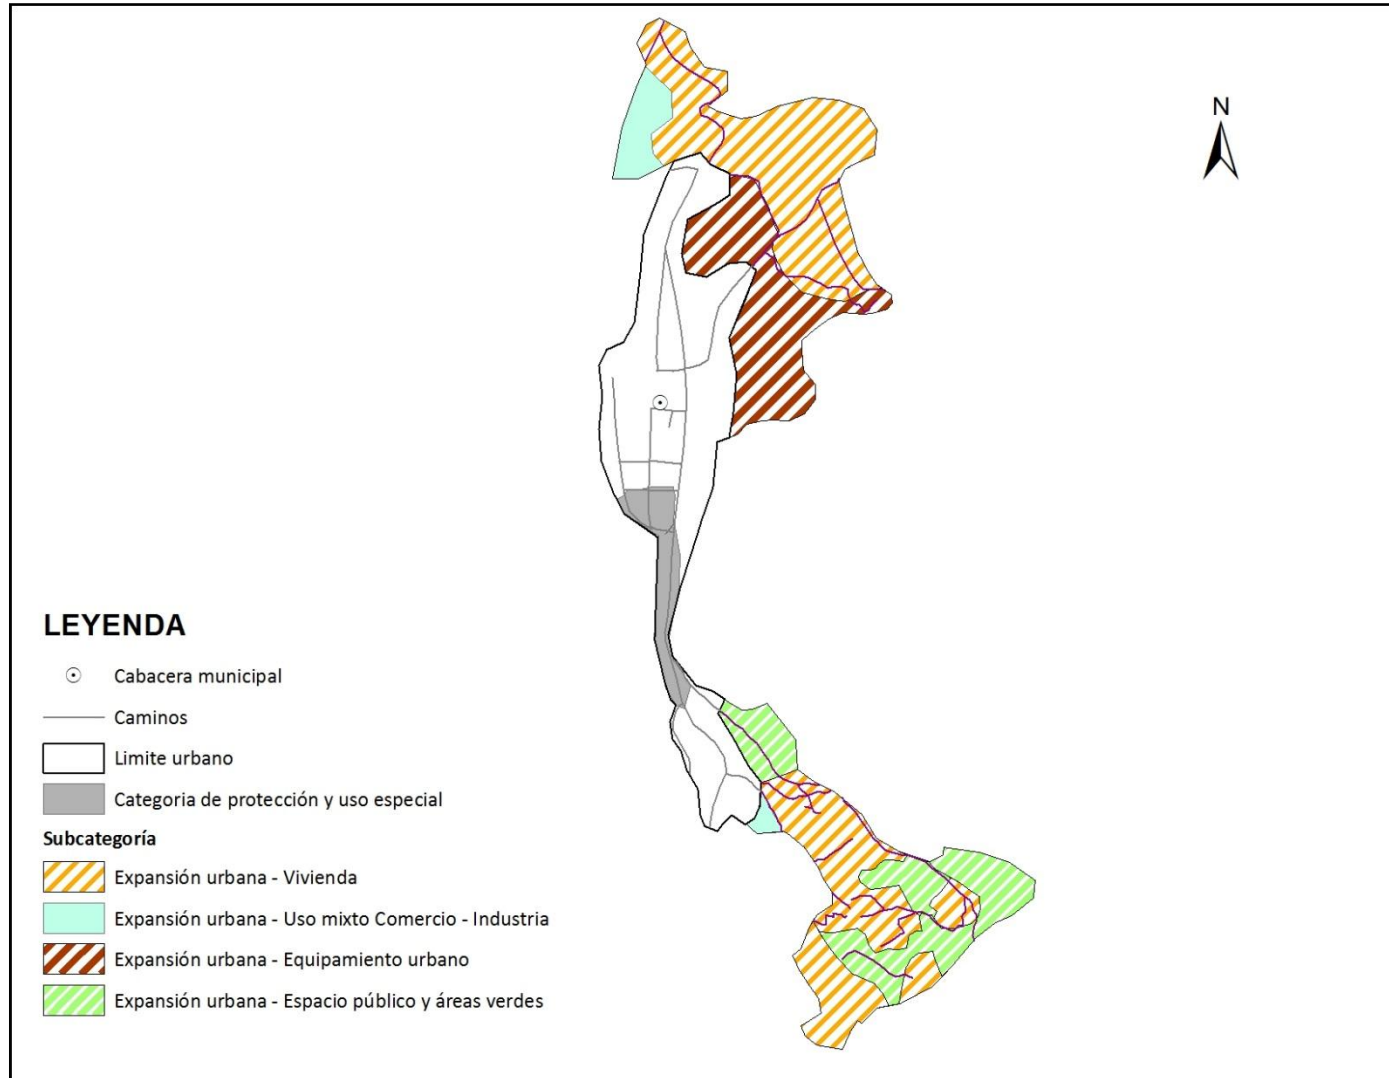 N
LEYENDA
Cabacera municipal
Caminos
Limite urbano
Categoria de protección y uso especial
Subcategoría
Expansión urbana - Vivienda
Expansión urbana - Uso mixto Comercio - Industria
Expansión urbana - Equipamiento urbano
Expansión urbana - Espacio público y áreas verdes